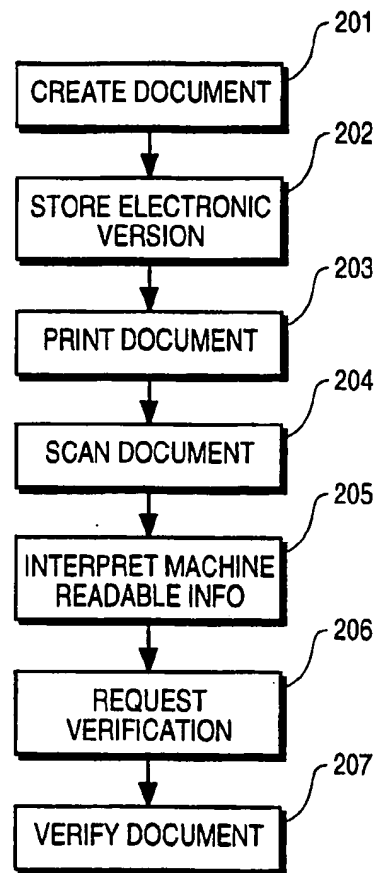 201
CREATE DOCUMENT
202
STORE ELECTRONIC
VERSION
203
PRINT DOCUMENT
204
SCAN DOCUMENT
205
INTERPRET MACHINE
READABLE INFO
206
REQUEST
VERIFICATION
207
VERIFY DOCUMENT